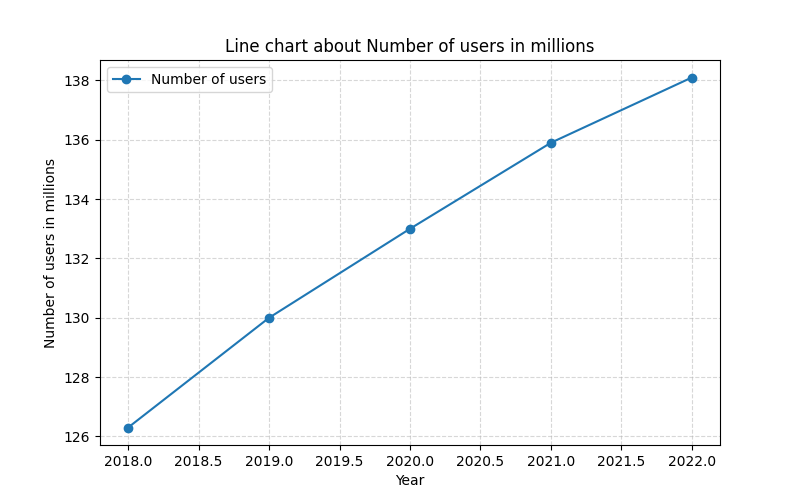 Line chart about Number of users in millions
Number of users
138
136
134
132
130
128
126
Number of users in millions
2018.0 2018.5 2019.0 2019.5 2020.0 2020.5 2021.0 2021.5 2022.0
Year